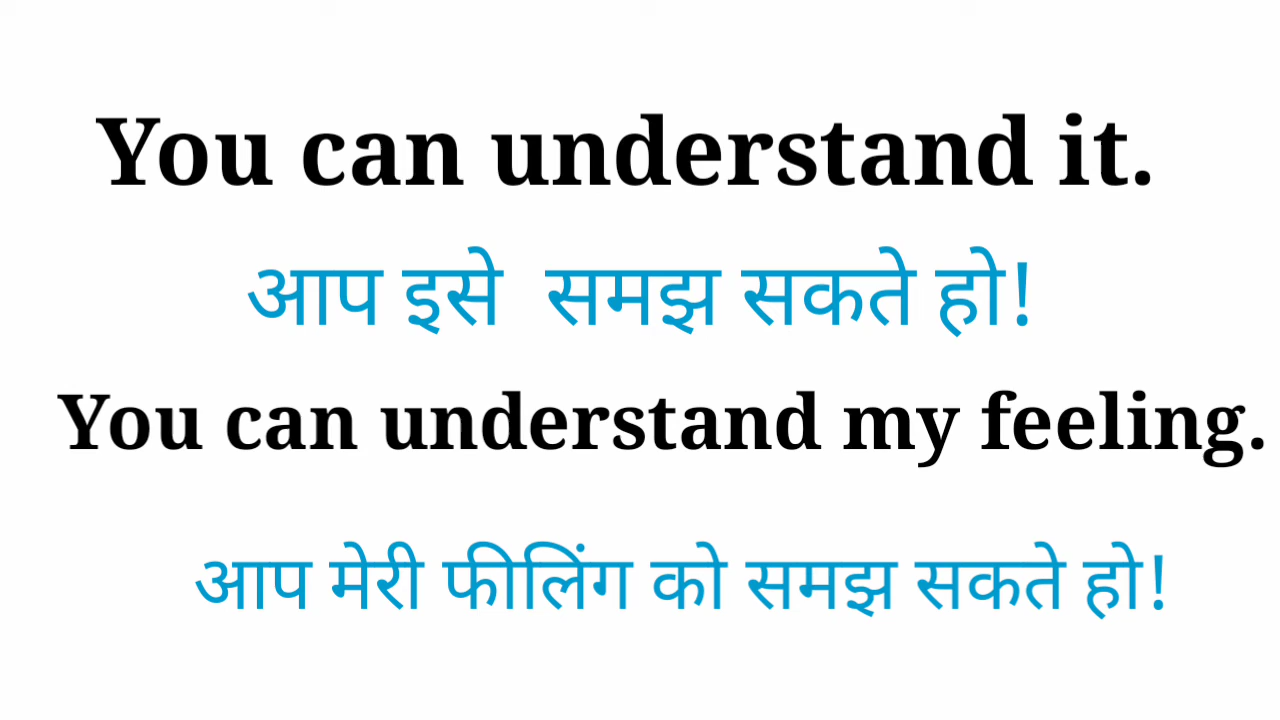 You can understand it.
आप इसे समझ सकते हो!
You can understand my feeling.
आप मेरी फीलिंग को समझ सकते हो!